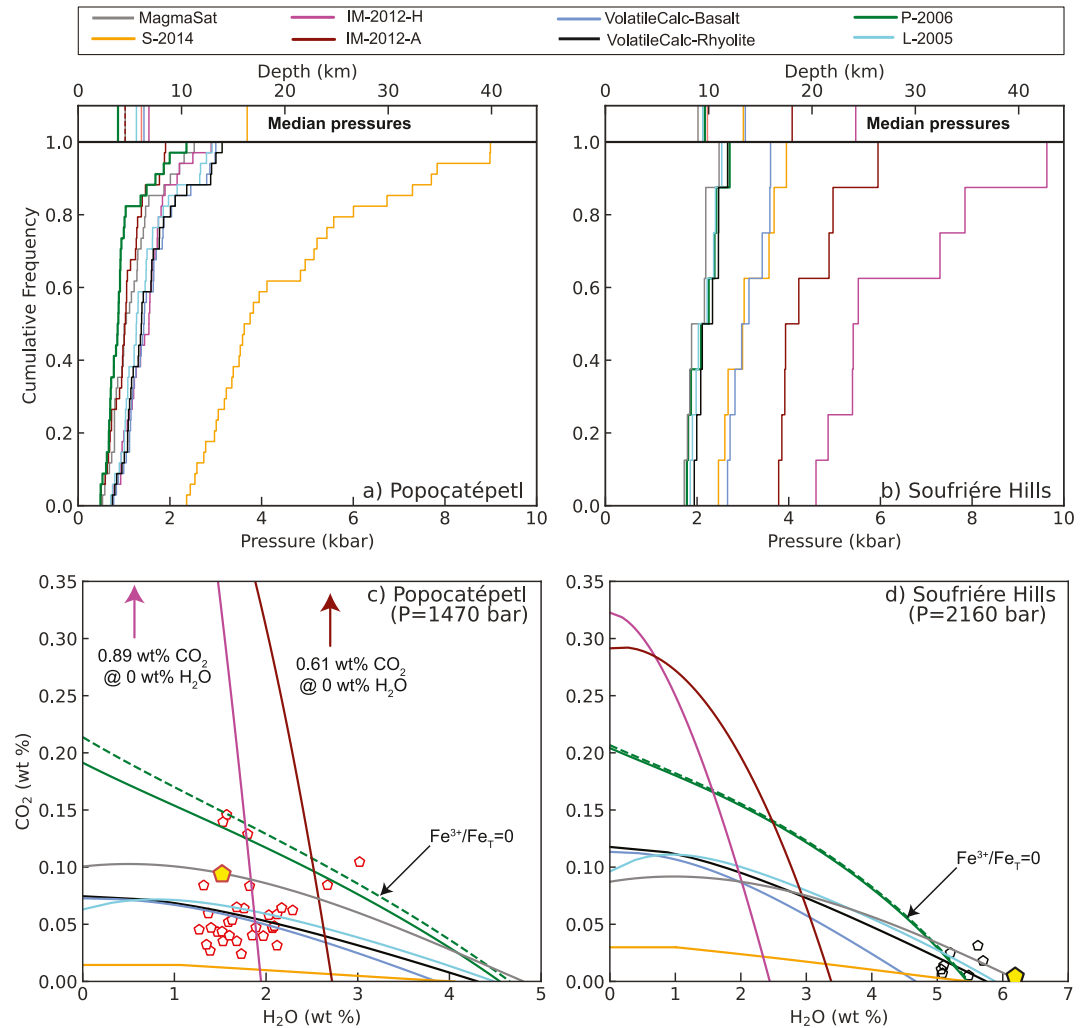 MagmaSat IM-2012-H VolatileCalc-Basalt P-2006
S-2014 IM-2012-A VolatileCalc-Rhyolite L-2005
Depth (km) Depth (km)
0 10 20 30 40 0 10 20 30 40
Median pressures Median pressures
1.0
0.8
0.6
0.4
0.2
0.0
Cumulative Frequency
a) Popocatépetl b) Soufriére Hills
0 2 4 6 8 10 2 4 6 8 10
Pressure (kbar) Pressure (kbar)
0.35
0.30
0.25
0.20
0.15
0.10
0.05
0.00
CO2 (wt %)
c) Popocatépetl
(P=1470 bar)
0.89 wt% CO2
@ 0 wt% H2O
0.61 wt% CO2
@ 0 wt% H2O
Fe3+/FeT=0
0 1 2 3 4 5
H2O (wt %)
0.35
0.30
0.25
0.20
0.15
0.10
0.05
0.00
d) Soufriére Hills
(P=2160 bar)
Fe3+/FeT=0
0 1 2 3 4 5 6 7
H2O (wt %)